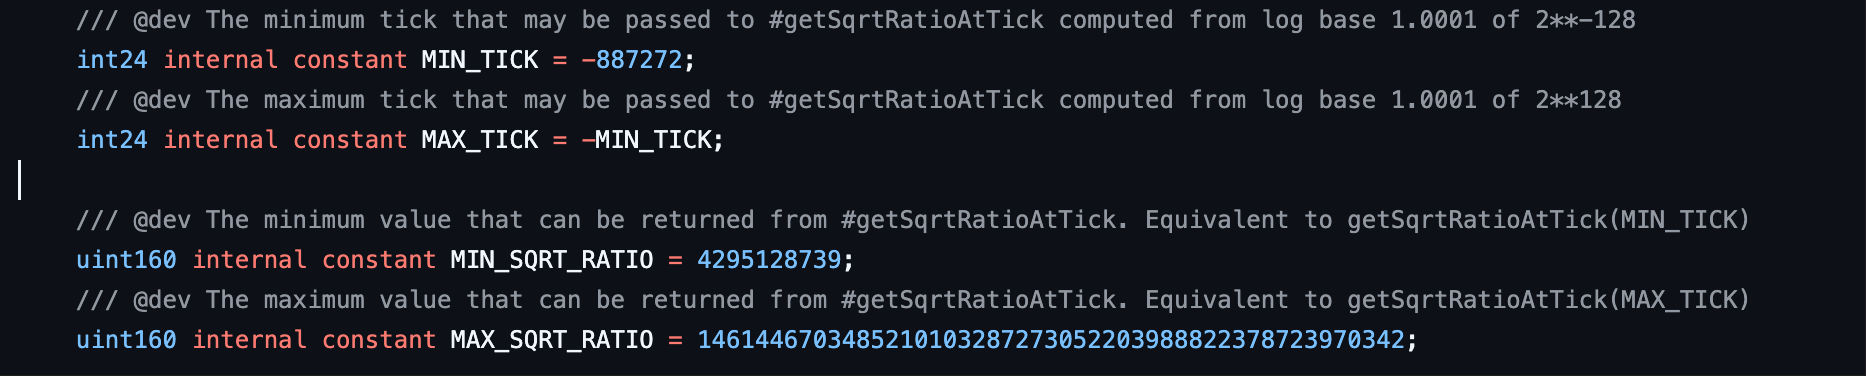 /// @dev The minimum tick that may be passed to #getSqrtRatioAtTick computed from log base 1.0001 of 2**-128
int24 internal constant MIN_TICK = -887272;
/// @dev The maximum tick that may be passed to #getSqrtRatioAtTick computed from log base 1.0001 of 2**128
int24 internal constant MAX_TICK = -MIN_TICK;
/// @dev The minimum value that can be returned from #getSqrtRatioAtTick. Equivalent to getSqrtRatioAtTick(MIN_TICK)
uint160 internal constant MIN_SQRT_RATIO = 4295128739;
/// @dev The maximum value that can be returned from #getSqrtRatioAtTick. Equivalent to getSqrtRatioAtTick(MAX_TICK)
uint160 internal constant MAX_SQRT_RATIO = 1461446703485210103287273052203988822378723970342;